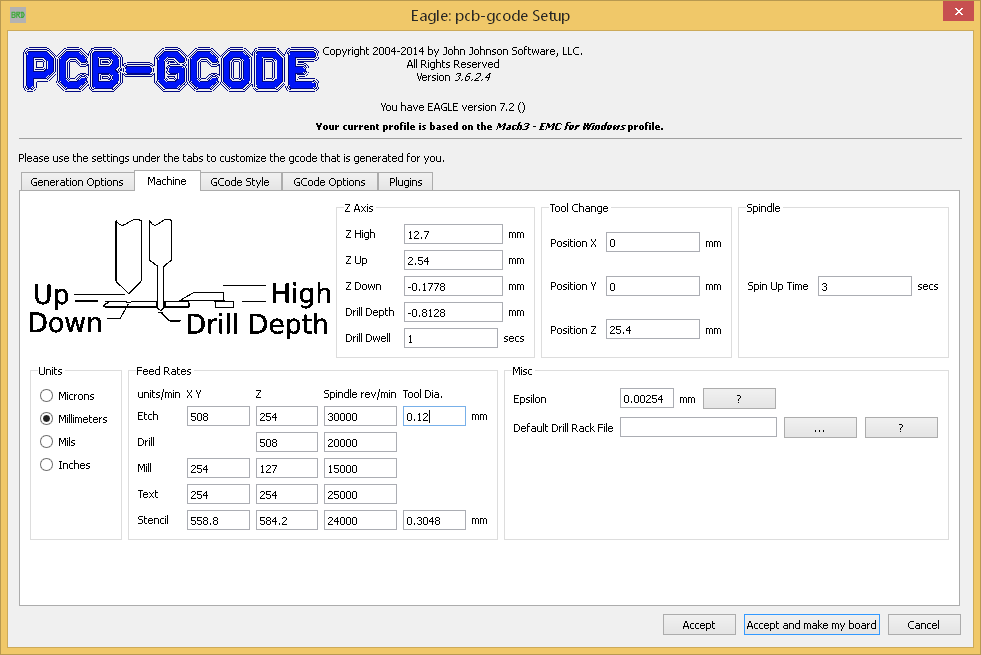 BRD
Eagle: pcb-gcode Setup
PCB-GCODE
Copyright 2004-2014 by John Johnson Software, LLC.
All Rights Reserved
Version 3.6.2.4
You have EAGLE version 7.2 ()
Your current profile is based on the Mach3 - EMC for Windows profile.
Please use the settings under the tabs to customize the gcode that is generated for you.
Generation Options Machine GCode Style GCode Options Plugins
Up
Down
High
Drill Depth
Z Axis
Z High 12.7 mm
Z Up 2.54 mm
Z Down -0.1778 mm
Drill Depth -0.8128 mm
Drill Dwell 1 secs
Tool Change
Position X 0 mm
Position Y 0 mm
Position Z 25.4 mm
Spindle
Spin Up Time 3 secs
Units
Microns
Millimeters
Mils
Inches
Feed Rates
units/min X Y Z Spindle rev/min Tool Dia.
Etch 508 254 30000 0.12 mm
Drill 508 20000
Mill 254 127 15000
Text 254 254 25000
Stencil 558.8 584.2 24000 0.3048 mm
Misc
Epsilon 0.00254 mm ?
Default Drill Rack File ... ?
Accept Accept and make my board Cancel